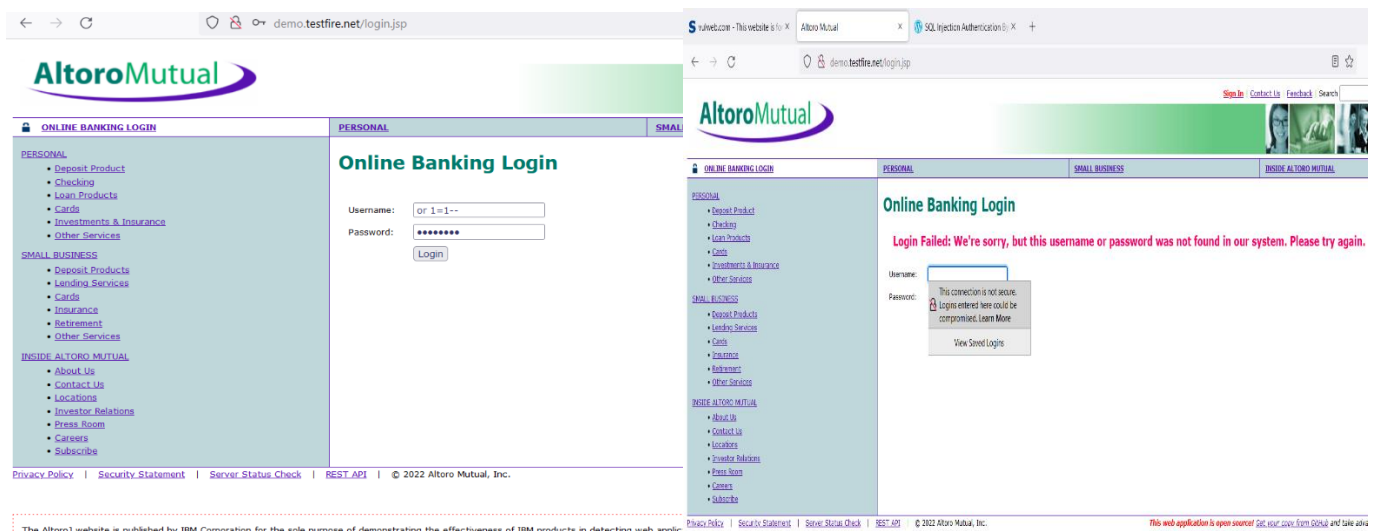 demo.testfire.net/login.jsp
AltoroMutual
ONLINE BANKING LOGIN
PERSONAL
SMAL
PERSONAL
Deposit Product
Checking
Loan Products
Cards
Investments & Insurance
Other Services
SMALL BUSINESS
Deposit Products
Lending Services
Cards
Insurance
Retirement
Other Services
INSIDE ALTORO MUTUAL
About Us
Contact Us
Locations
Investor Relations
Press Room
Careers
Subscribe
Online Banking Login
Username: or 1=1--
Password: ••••••••
Login
Privacy Policy | Security Statement | Server Status Check | REST API | © 2022 Altoro Mutual, Inc.
The AltoroJ website is published by IBM Corporation for the sole purpose of demonstrating the effectiveness of IBM products in detecting web applic
vulweb.com - This website is fo × Altoro Mutual × SQL Injection Authentication By × +
demo.testfire.net/login.jsp
Sign In | Contact Us | Feedback | Search
AltoroMutual
ONLINE BANKING LOGIN
PERSONAL
SMALL BUSINESS
INSIDE ALTORO MUTUAL
PERSONAL
Deposit Product
Checking
Loan Products
Cards
Investments & Insurance
Other Services
SMALL BUSINESS
Deposit Products
Lending Services
Cards
Insurance
Retirement
Other Services
INSIDE ALTORO MUTUAL
About Us
Contact Us
Locations
Investor Relations
Press Room
Careers
Subscribe
Online Banking Login
Login Failed: We're sorry, but this username or password was not found in our system. Please try again.
Username:
Password:
This connection is not secure.
Logins entered here could be
compromised. Learn More
View Saved Logins
Privacy Policy | Security Statement | Server Status Check | REST API | © 2022 Altoro Mutual, Inc.
This web application is open source! Get your copy from GitHub and take adva